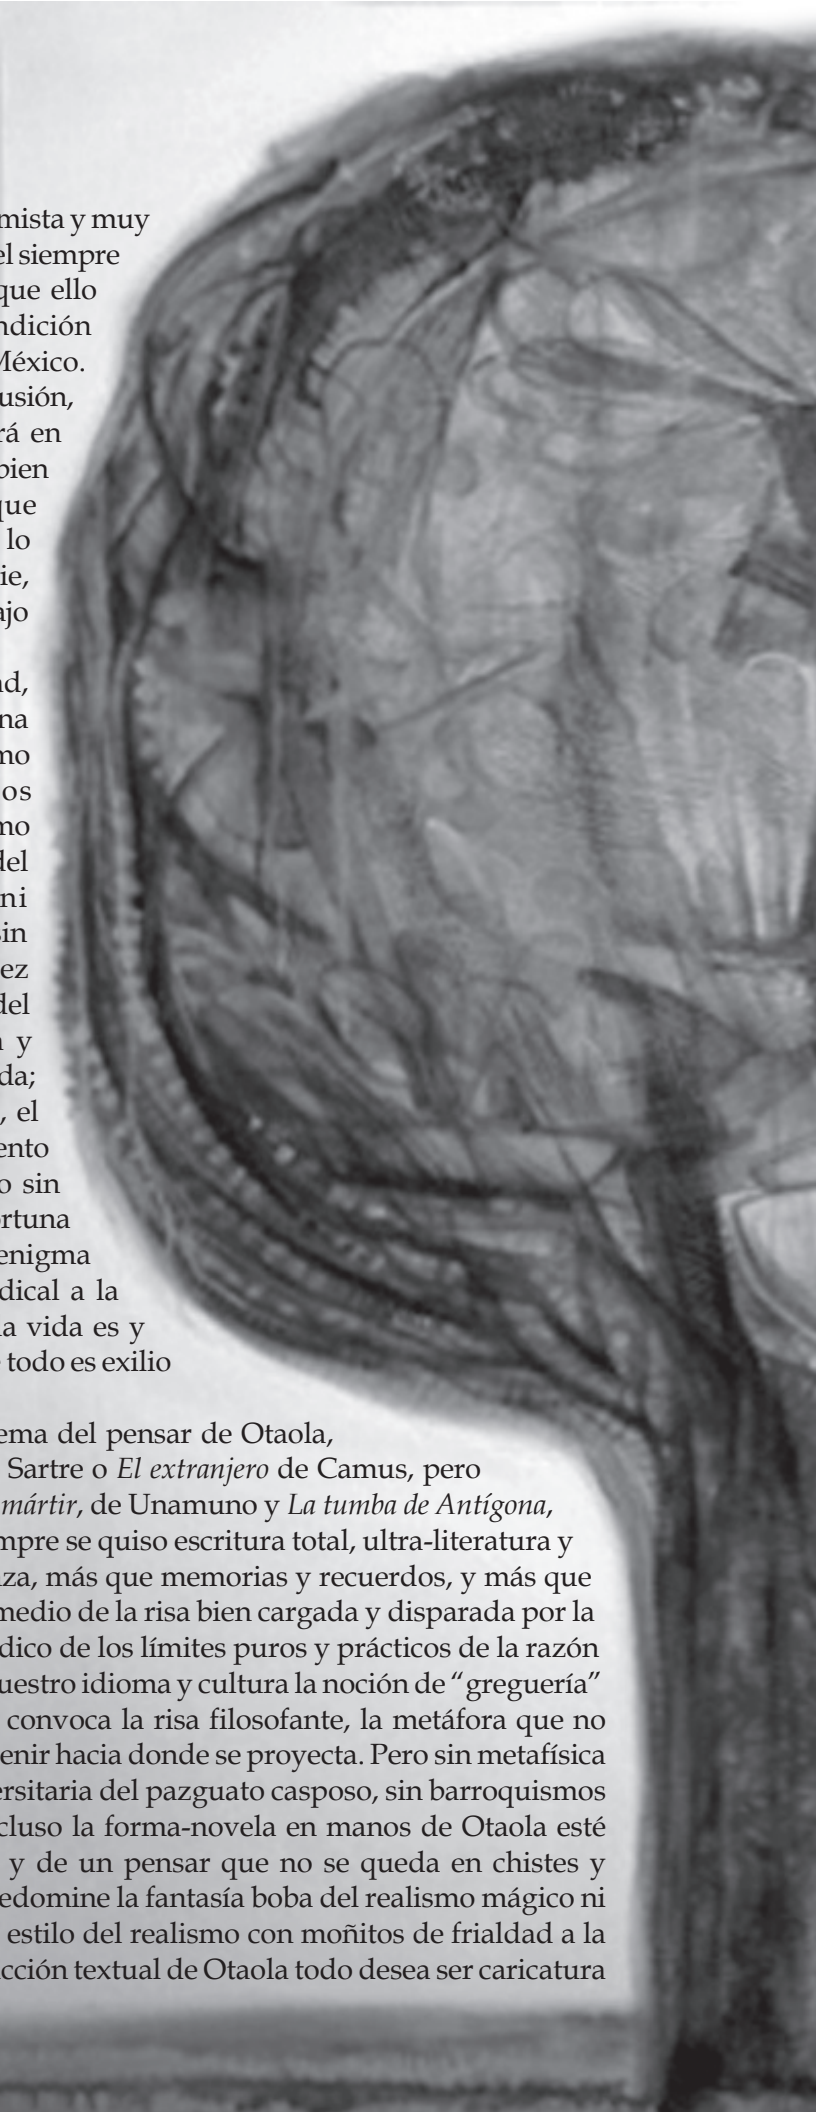 mista y muy
el siempre
que ello
ndición
México.
usión,
rá en
bien
que
lo
ie,
ajo
ad,
na
mo
os
mo
del
ni
sin
ez
del
a y
da;
, el
ento
o sin
ortuna
enigma
dical a la
la vida es y
todo es exilio
ema del pensar de Otaola,
Sartre o El extranjero de Camus, pero
mártir, de Unamuno y La tumba de Antígona,
mpre se quiso escritura total, ultra-literatura y
nza, más que memorias y recuerdos, y más que
medio de la risa bien cargada y disparada por la
dico de los límites puros y prácticos de la razón
uestro idioma y cultura la noción de “greguería”
convoca la risa filosofante, la metáfora que no
enir hacia donde se proyecta. Pero sin metafísica
ersitaria del pazguato casposo, sin barroquismos
cluso la forma-novela en manos de Otaola esté
y de un pensar que no se queda en chistes y
edomine la fantasía boba del realismo mágico ni
estilo del realismo con moñitos de frialdad a la
cción textual de Otaola todo desea ser caricatura